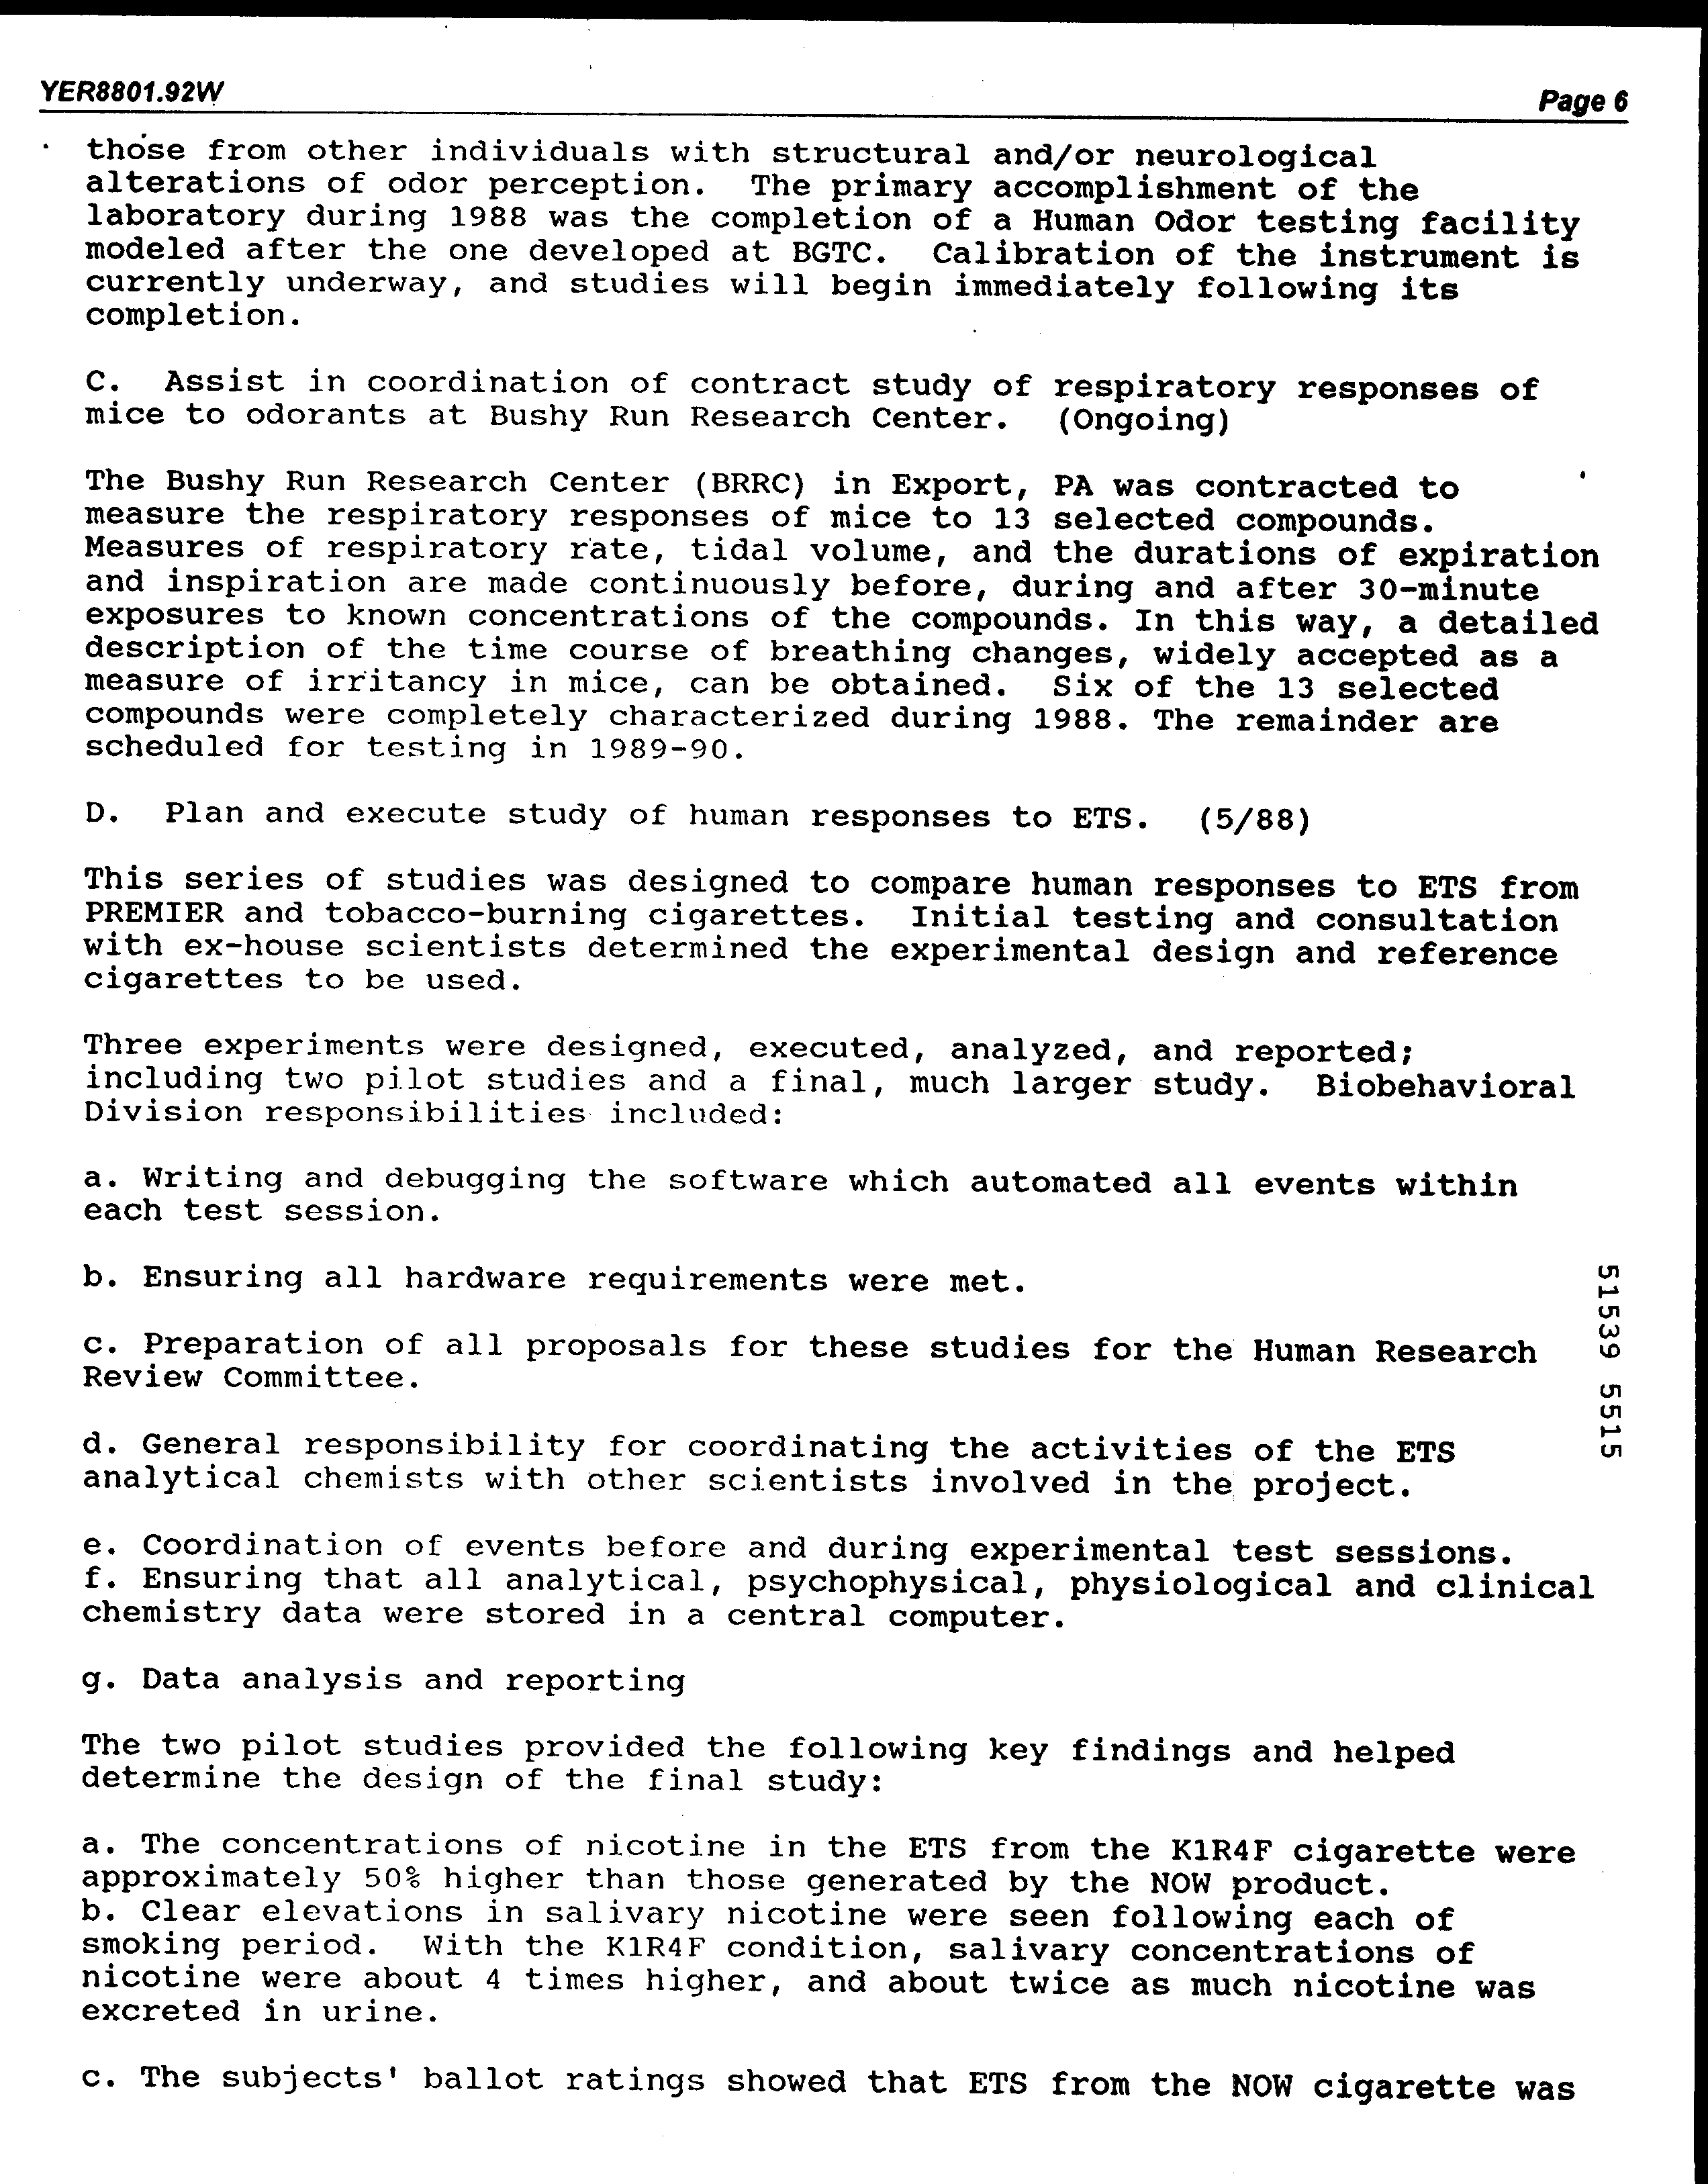 YER8801.92W
Page 6
those from other individuals with structural and/or neurological
alterations of odor perception.  The primary accomplishment of the
laboratory during 1988 was the completion of a Human Odor testing facility
modeled after the one developed at BGTC.  Calibration of the instrument is
currently underway, and studies will begin immediately following its
completion.
C.  Assist in coordination of contract study of respiratory responses of
mice to odorants at Bushy Run Research Center.  (Ongoing)
The Bushy Run Research Center (BRRC) in Export, PA was contracted to
measure the respiratory responses of mice to 13 selected compounds.
Measures of respiratory rate, tidal volume, and the durations of expiration
and inspiration are made continuously before, during and after 30-minute
exposures to known concentrations of the compounds. In this way, a detailed
description of the time course of breathing changes, widely accepted as a
measure of irritancy in mice, can be obtained.  Six of the 13 selected
compounds were completely characterized during 1988. The remainder are
scheduled for testing in 1989-90.
D.  Plan and execute study of human responses to ETS.  (5/88)
This series of studies was designed to compare human responses to ETS from
PREMIER and tobacco-burning cigarettes.  Initial testing and consultation
with ex-house scientists determined the experimental design and reference
cigarettes to be used.
Three experiments were designed, executed, analyzed, and reported;
including two pilot studies and a final, much larger study.  Biobehavioral
Division responsibilities included:
a. Writing and debugging the software which automated all events within
each test session.
b. Ensuring all hardware requirements were met.
c. Preparation of all proposals for these studies for the Human Research
Review Committee.
d. General responsibility for coordinating the activities of the ETS
analytical chemists with other scientists involved in the project.
e. Coordination of events before and during experimental test sessions.
f. Ensuring that all analytical, psychophysical, physiological and clinical
chemistry data were stored in a central computer.
g. Data analysis and reporting
The two pilot studies provided the following key findings and helped
determine the design of the final study:
a. The concentrations of nicotine in the ETS from the K1R4F cigarette were
approximately 50% higher than those generated by the NOW product.
b. Clear elevations in salivary nicotine were seen following each of
smoking period.  With the K1R4F condition, salivary concentrations of
nicotine were about 4 times higher, and about twice as much nicotine was
excreted in urine.
c. The subjects' ballot ratings showed that ETS from the NOW cigarette was
51539 5515